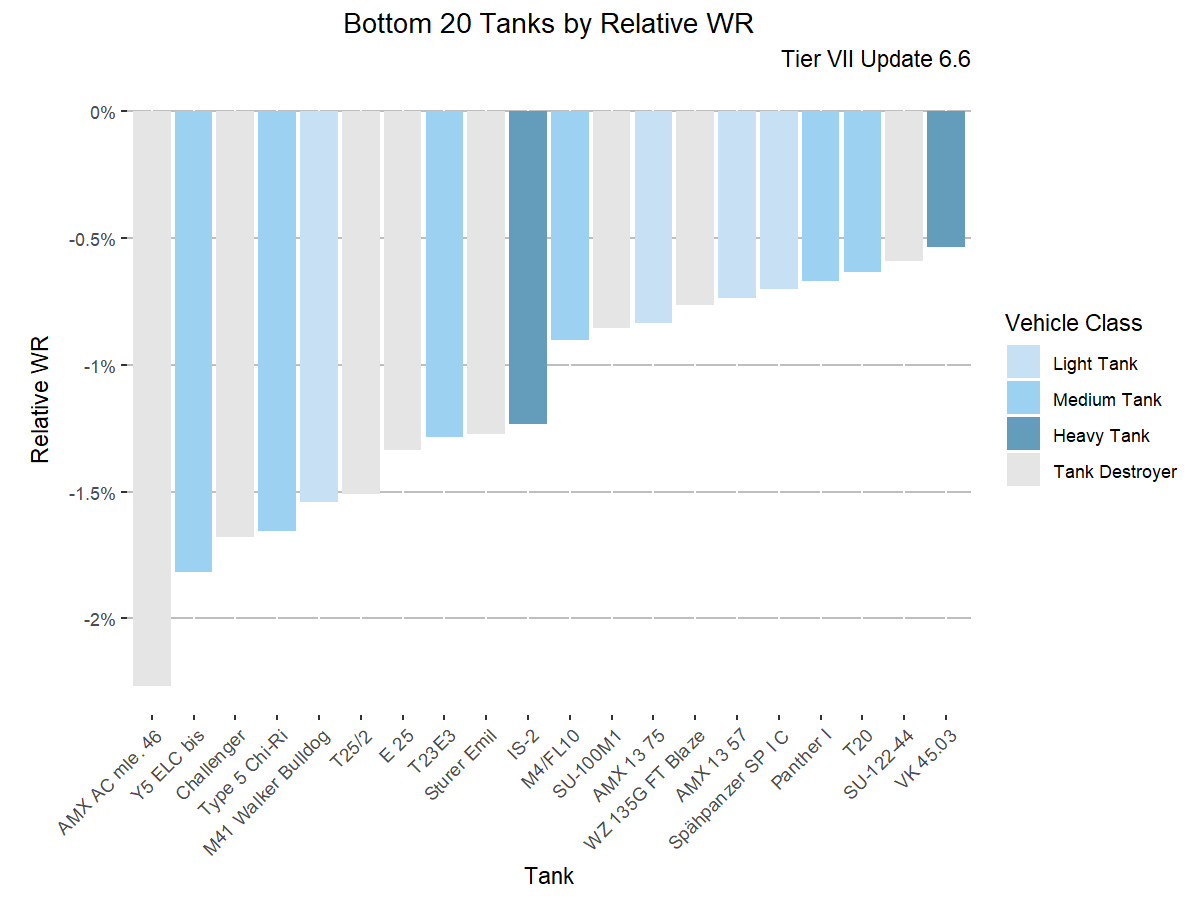 Bottom 20 Tanks by Relative WR
Tier VII Update 6.6
0%
-0.5%
-1%
-1.5%
-2%
Relative WR
AMX AC mle. 46
Y5 ELC bis
Challenger
Type 5 Chi-Ri
M41 Walker Bulldog
T25/2
E 25
T23E3
Sturer Emil
IS-2
M4/FL10
SU-100M1
AMX 13 75
WZ 135G FT Blaze
AMX 13 57
Spähpanzer SP I C
Panther I
T20
SU-122-44
VK 45.03
Tank
Vehicle Class
Light Tank
Medium Tank
Heavy Tank
Tank Destroyer